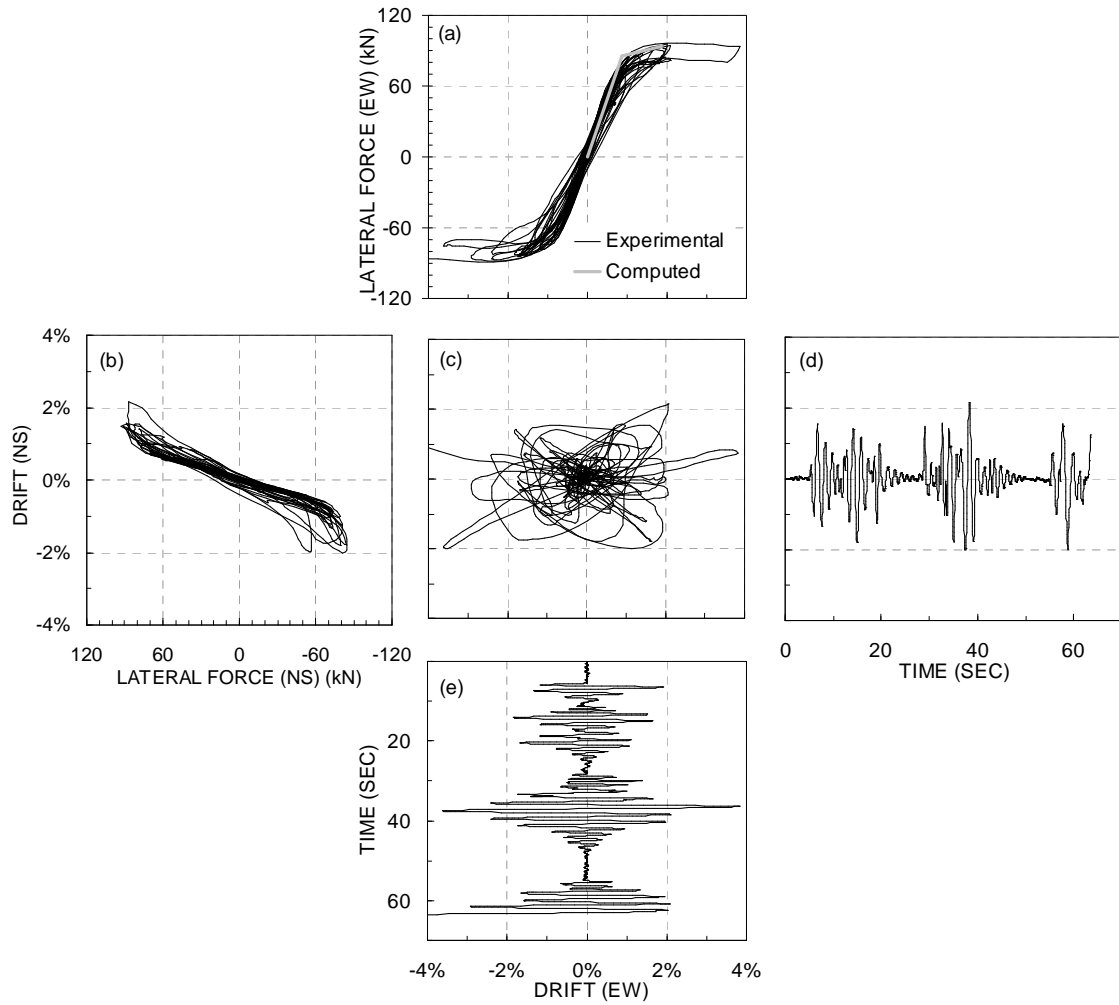 (a)
LATERAL FORCE (EW) (kN)
120
60
0
-60
-120
Experimental
Computed
(b)
DRIFT (NS)
4%
2%
0%
-2%
-4%
120 60 0 -60 -120
LATERAL FORCE (NS) (kN)
(c)
(d)
0 20 40 60
TIME (SEC)
(e)
TIME (SEC)
20
40
60
-4% -2% 0% 2% 4%
DRIFT (EW)